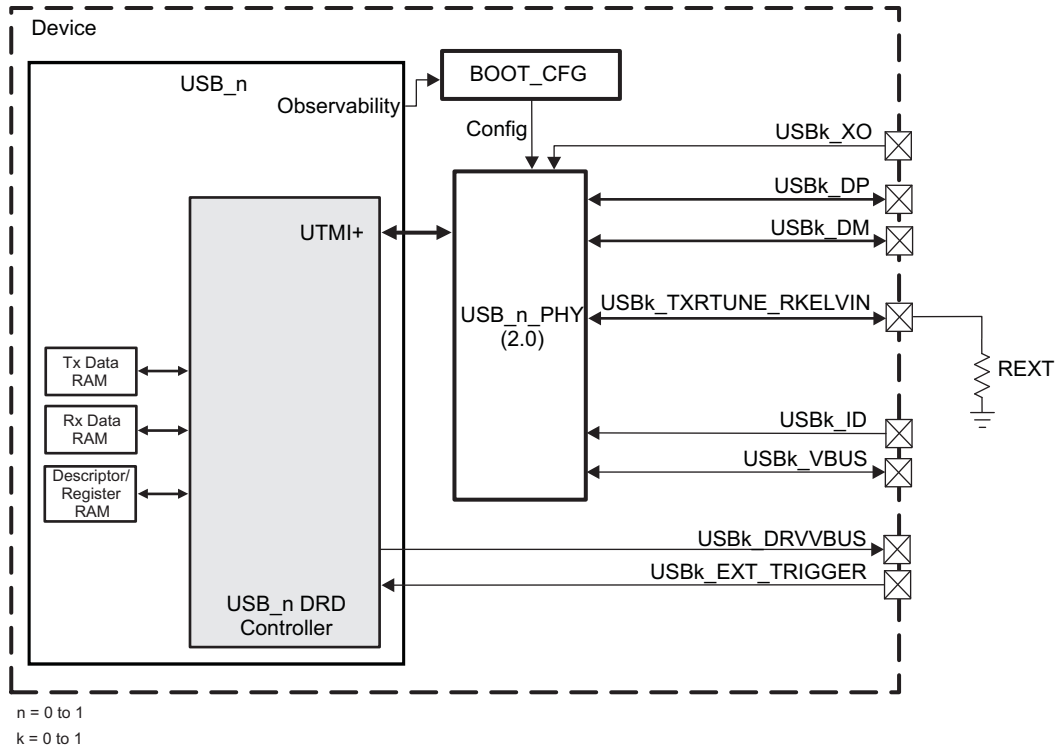 Device
USB_n
BOOT_CFG
Observability
Config
USBk_XO
USBk_DP
UTMI+
USBk_DM
USB_n_PHY
(2.0)
USBk_TXRTUNE_RKELVIN
REXT
Tx Data
RAM
Rx Data
RAM
USBk_ID
USBk_VBUS
Descriptor/
Register
RAM
USBk_DRVVBUS
USBk_EXT_TRIGGER
USB_n DRD
Controller
n = 0 to 1
k = 0 to 1